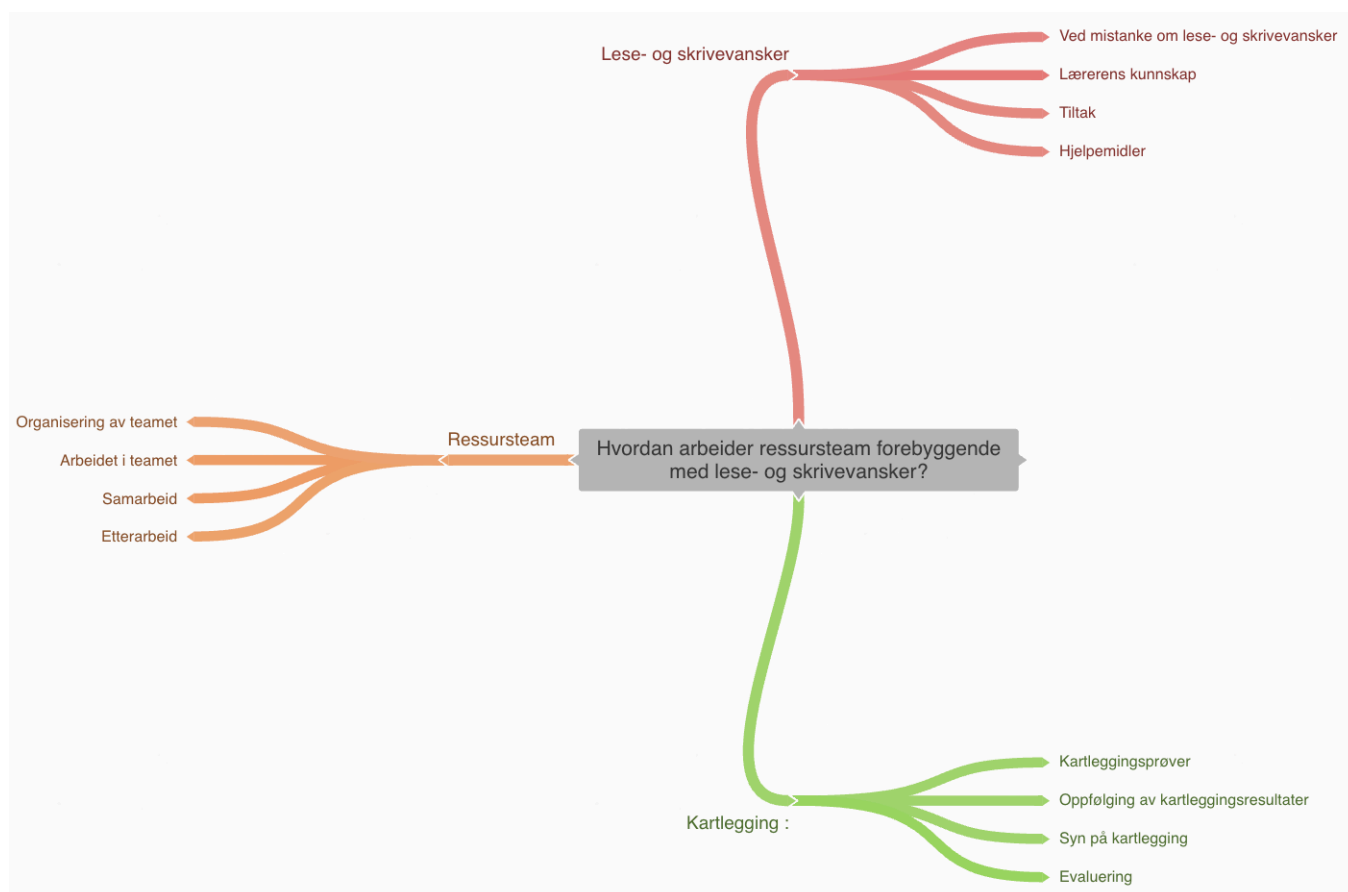 Lese- og skrivevansker
Ved mistanke om lese- og skrivevansker
Lærerens kunnskap
Tiltak
Hjelpemidler
Hvordan arbeider ressursteam forebyggende
med lese- og skrivevansker?
Ressursteam
Organisering av teamet
Arbeidet i teamet
Samarbeid
Etterarbeid
Kartlegging :
Kartleggingsprøver
Oppfølging av kartleggingsresultater
Syn på kartlegging
Evaluering